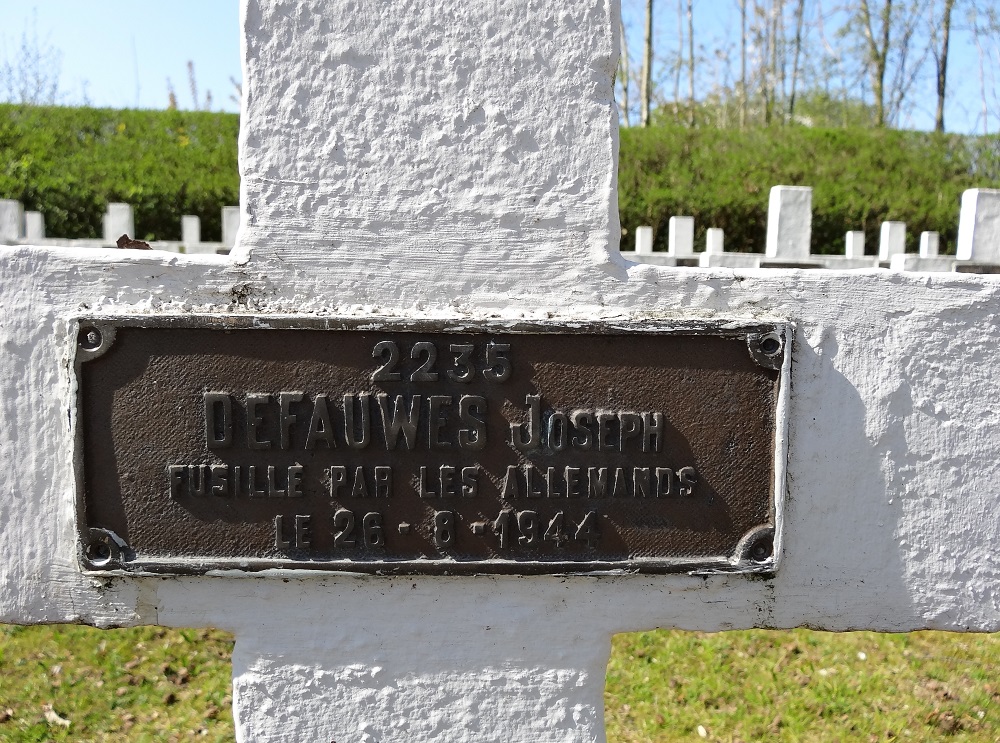 2235
DEFAUWES JOSEPH
FUSILLÉ PAR LES ALLEMANDS
LE 26-8-1944